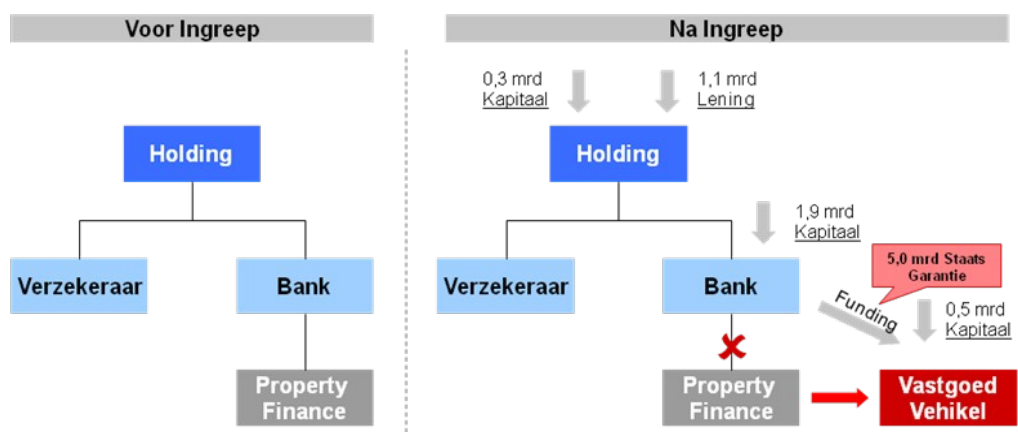 Voor Ingreep
Holding
Verzekeraar
Bank
Property
Finance
Na Ingreep
0,3 mrd
Kapitaal
1,1 mrd
Lening
Holding
1,9 mrd
Kapitaal
Verzekeraar
Bank
5,0 mrd Staats
Garantie
Funding
0,5 mrd
Kapitaal
Property
Finance
Vastgoed
Vehikel